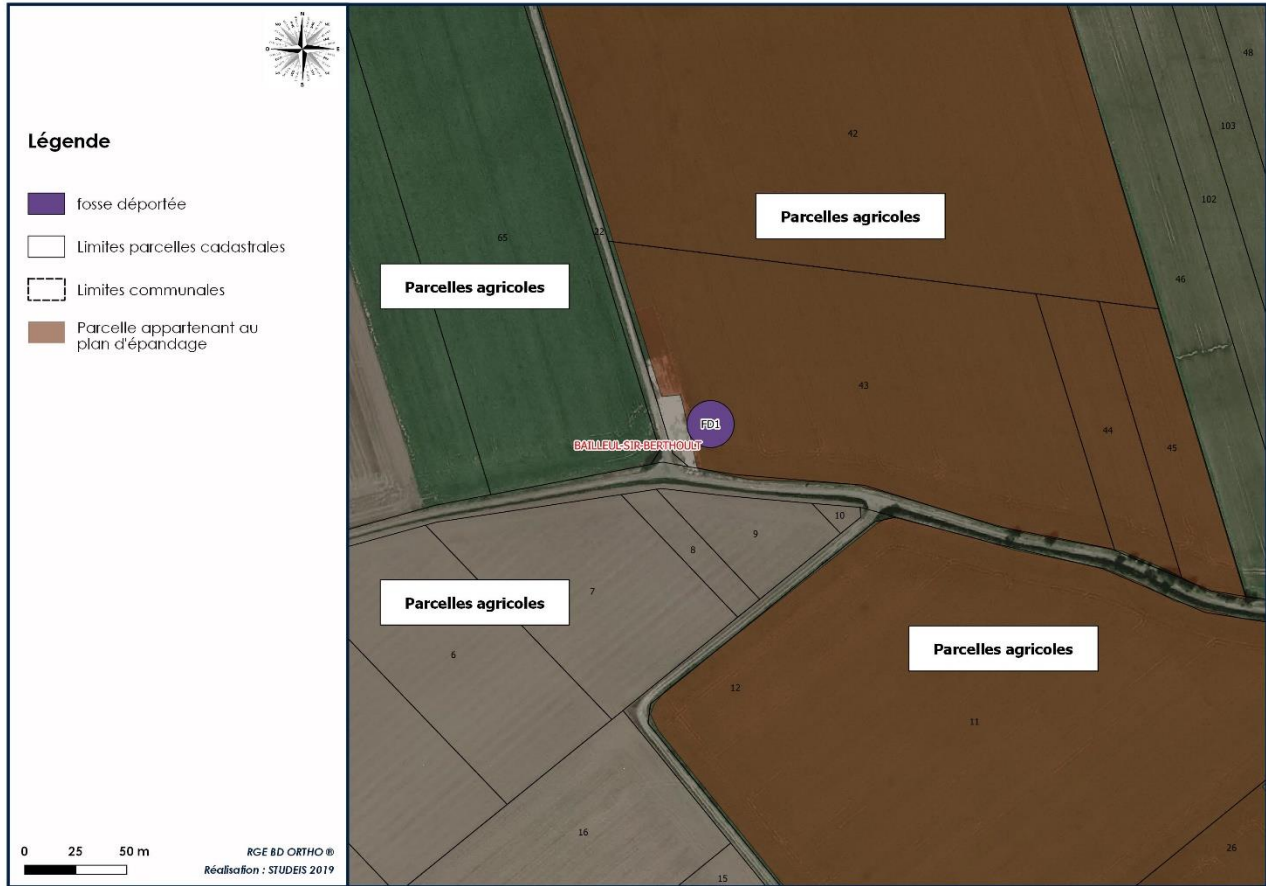 N
O
E
S
Légende
fosse déportée
Limites parcelles cadastrales
Limites communales
Parcelle appartenant au
plan d'épandage
0 25 50 m
RGE BD ORTHO ®
Réalisation : STUDEIS 2019
48
103
42
102
Parcelles agricoles
65
22
46
Parcelles agricoles
43
FD1
44
BAILLEUL-SIR-BERTHOULT
45
10
9
8
7
Parcelles agricoles
Parcelles agricoles
6
12
11
16
26
15